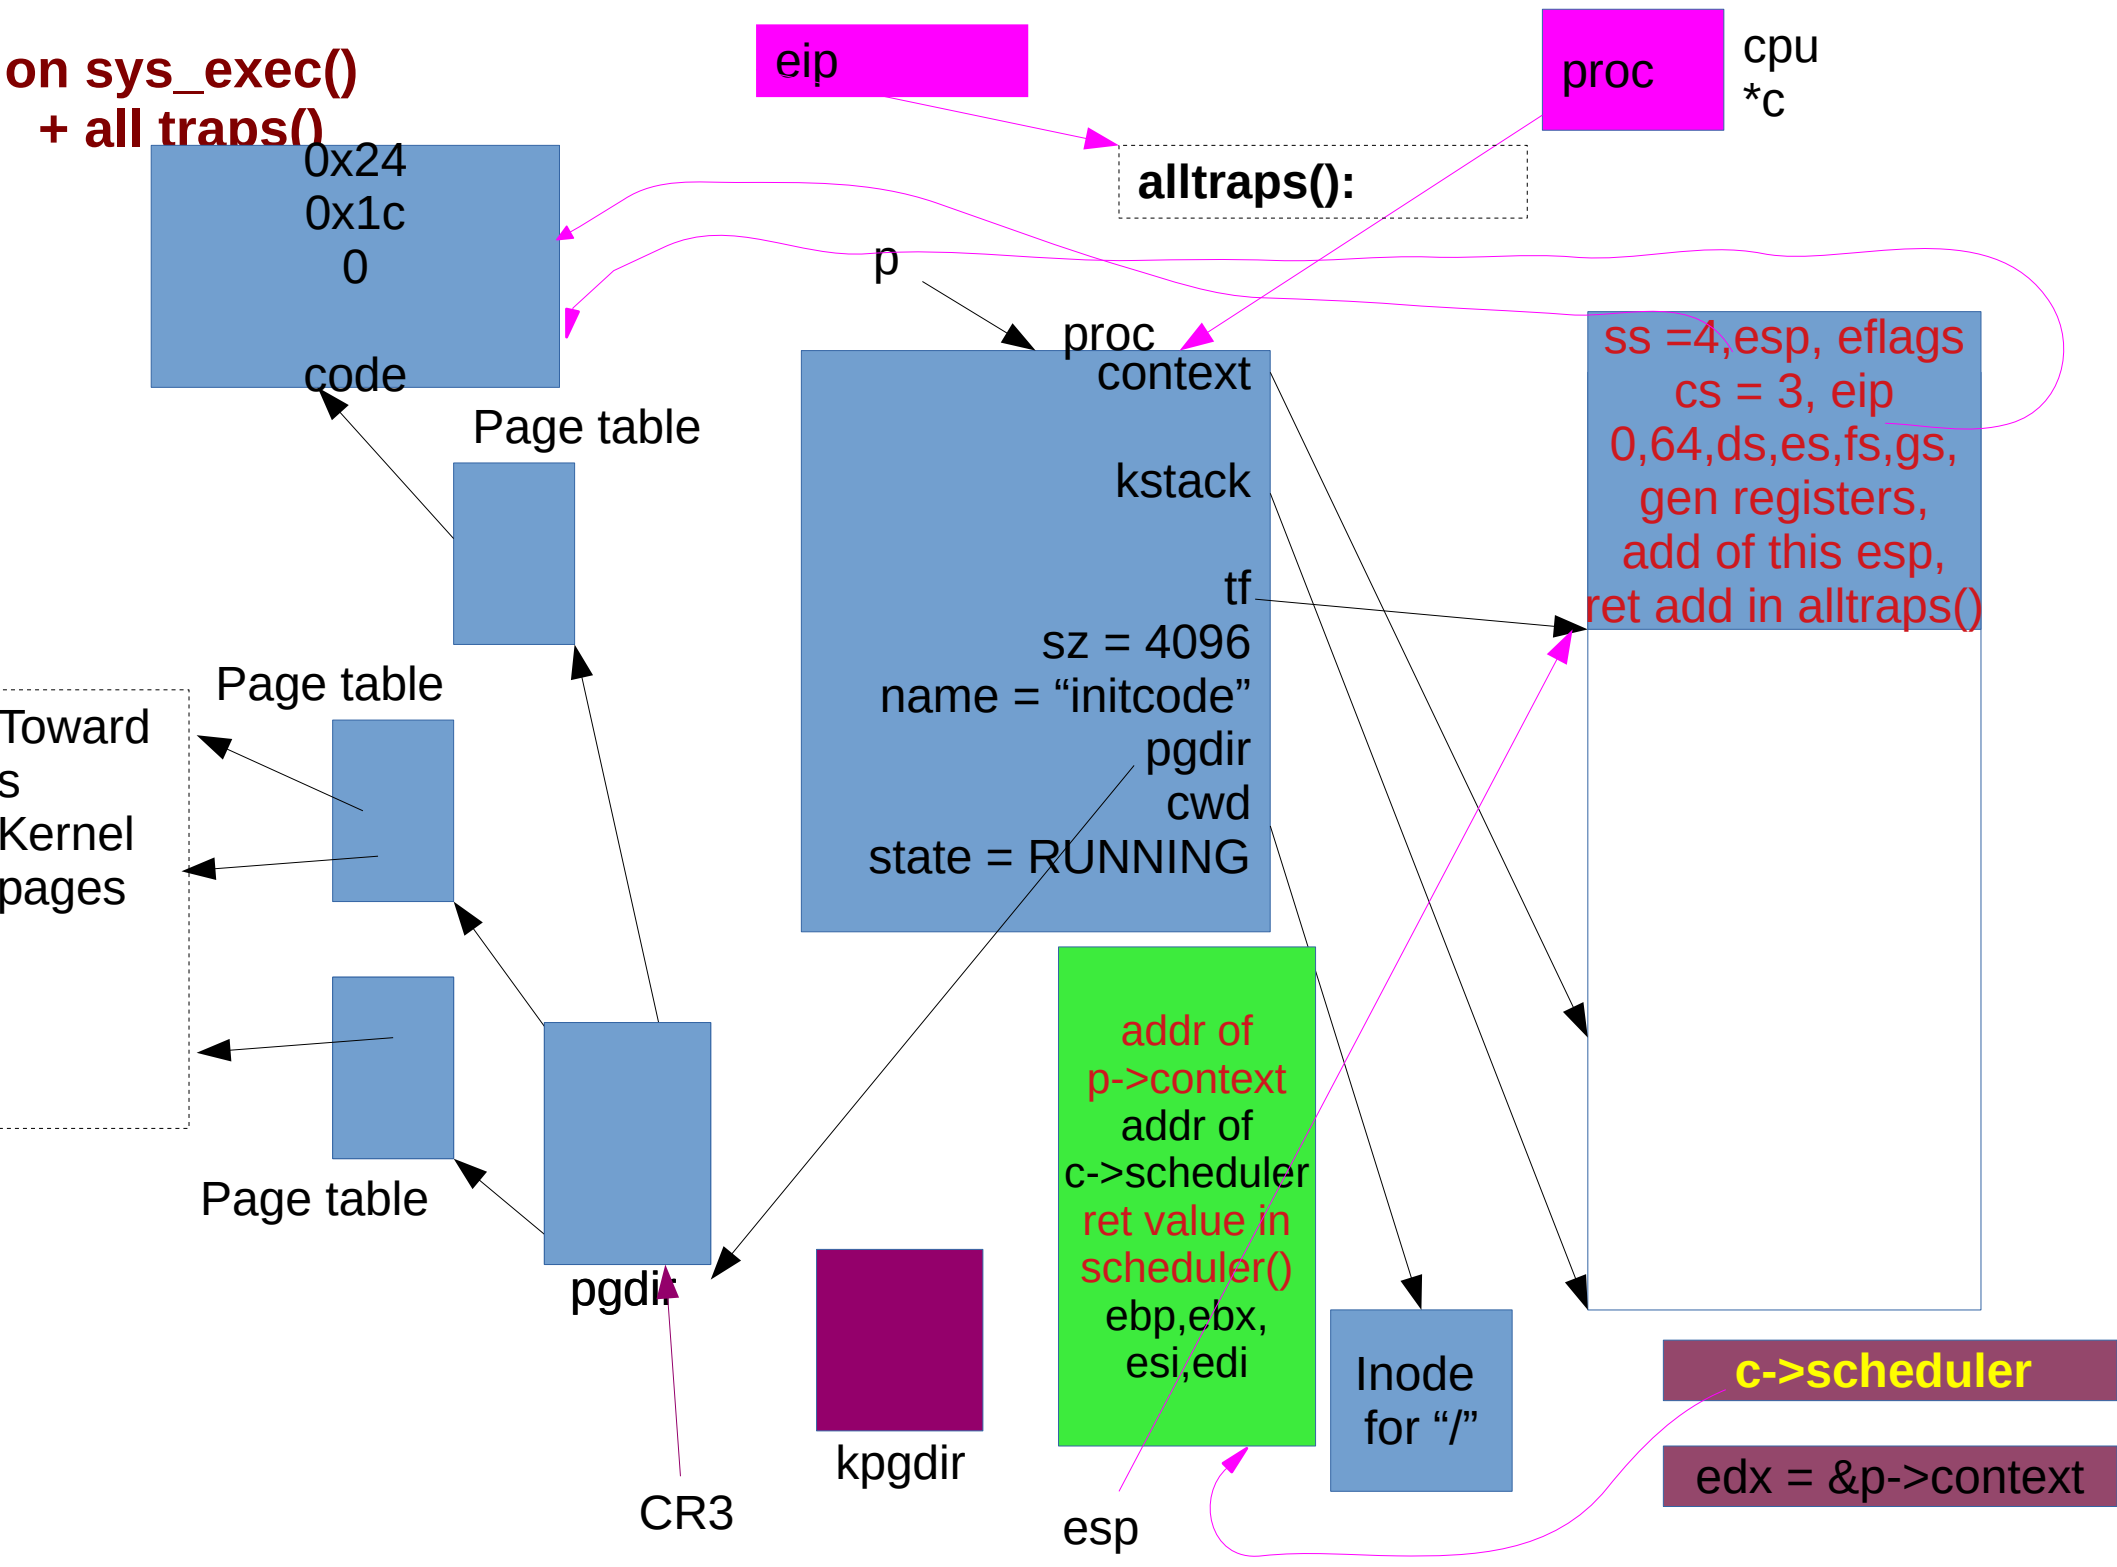 on sys_exec()
+ all traps()
eip
proc
cpu
*c
alltraps():
0x24
0x1c
0
code
p
proc
context
kstack
tf
sz = 4096
name = “initcode”
pgdir
cwd
state = RUNNING
ss =4,esp, eflags
cs = 3, eip
0,64,ds,es,fs,gs,
gen registers,
add of this esp,
ret add in alltraps()
Page table
Page table
Toward
s
Kernel
pages
Page table
pgdir
CR3
kpgdir
addr of
p->context
addr of
c->scheduler
ret value in
scheduler()
ebp,ebx,
esi,edi
esp
Inode
for “/”
c->scheduler
edx = &p->context